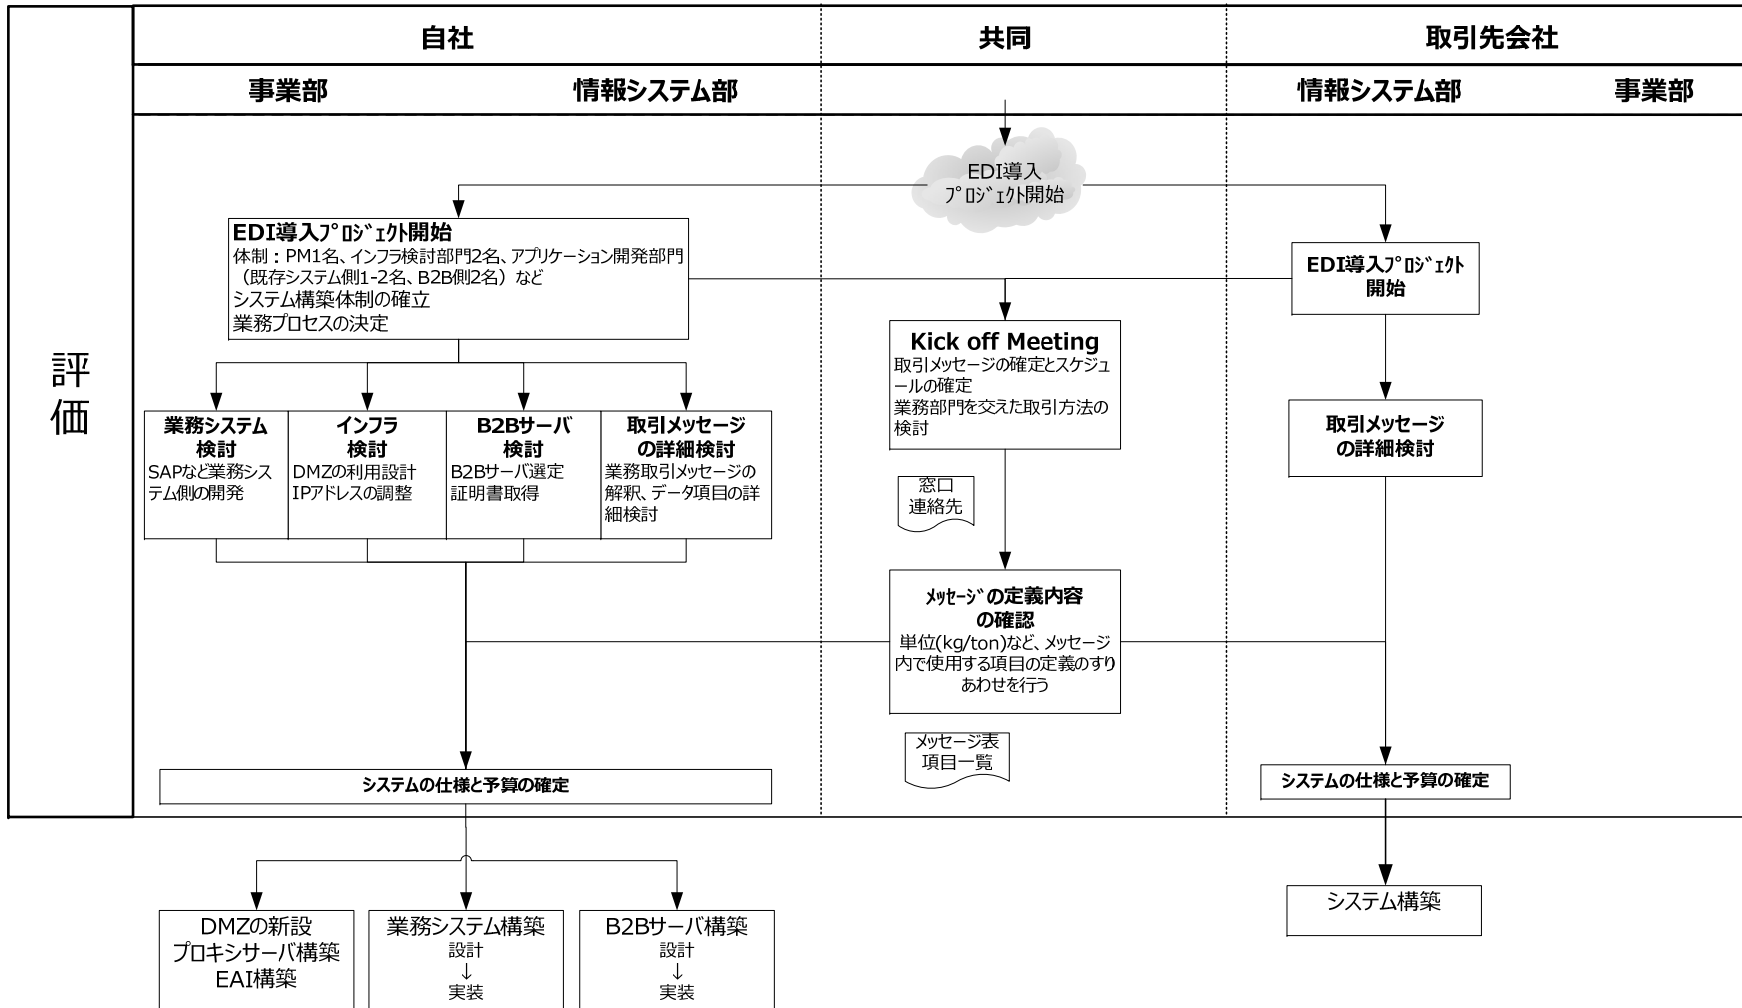 自社
共同
取引先会社
事業部
情報システム部
情報システム部
事業部
評
価
EDI導入
プロジェクト開始
EDI導入プロジェクト開始
体制：PM1名、インフラ検討部門2名、アプリケーション開発部門
（既存システム側1-2名、B2B側2名）など
システム構築体制の確立
業務プロセスの決定
EDI導入プロジェクト
開始
Kick off Meeting
取引メッセージの確定とスケジュ
ールの確定
業務部門を交えた取引方法の
検討
業務システム
検討
SAPなど業務シス
テム側の開発
インフラ
検討
DMZの利用設計
IPアドレスの調整
B2Bサーバ
検討
B2Bサーバ選定
証明書取得
取引メッセージ
の詳細検討
業務取引メッセージの
解釈、データ項目の詳
細検討
取引メッセージ
の詳細検討
窓口
連絡先
メッセージの定義内容
の確認
単位(kg/ton)など、メッセージ
内で使用する項目の定義のすり
あわせを行う
メッセージ表
項目一覧
システムの仕様と予算の確定
システムの仕様と予算の確定
DMZの新設
プロキシサーバ構築
EAI構築
業務システム構築
設計
↓
実装
B2Bサーバ構築
設計
↓
実装
システム構築